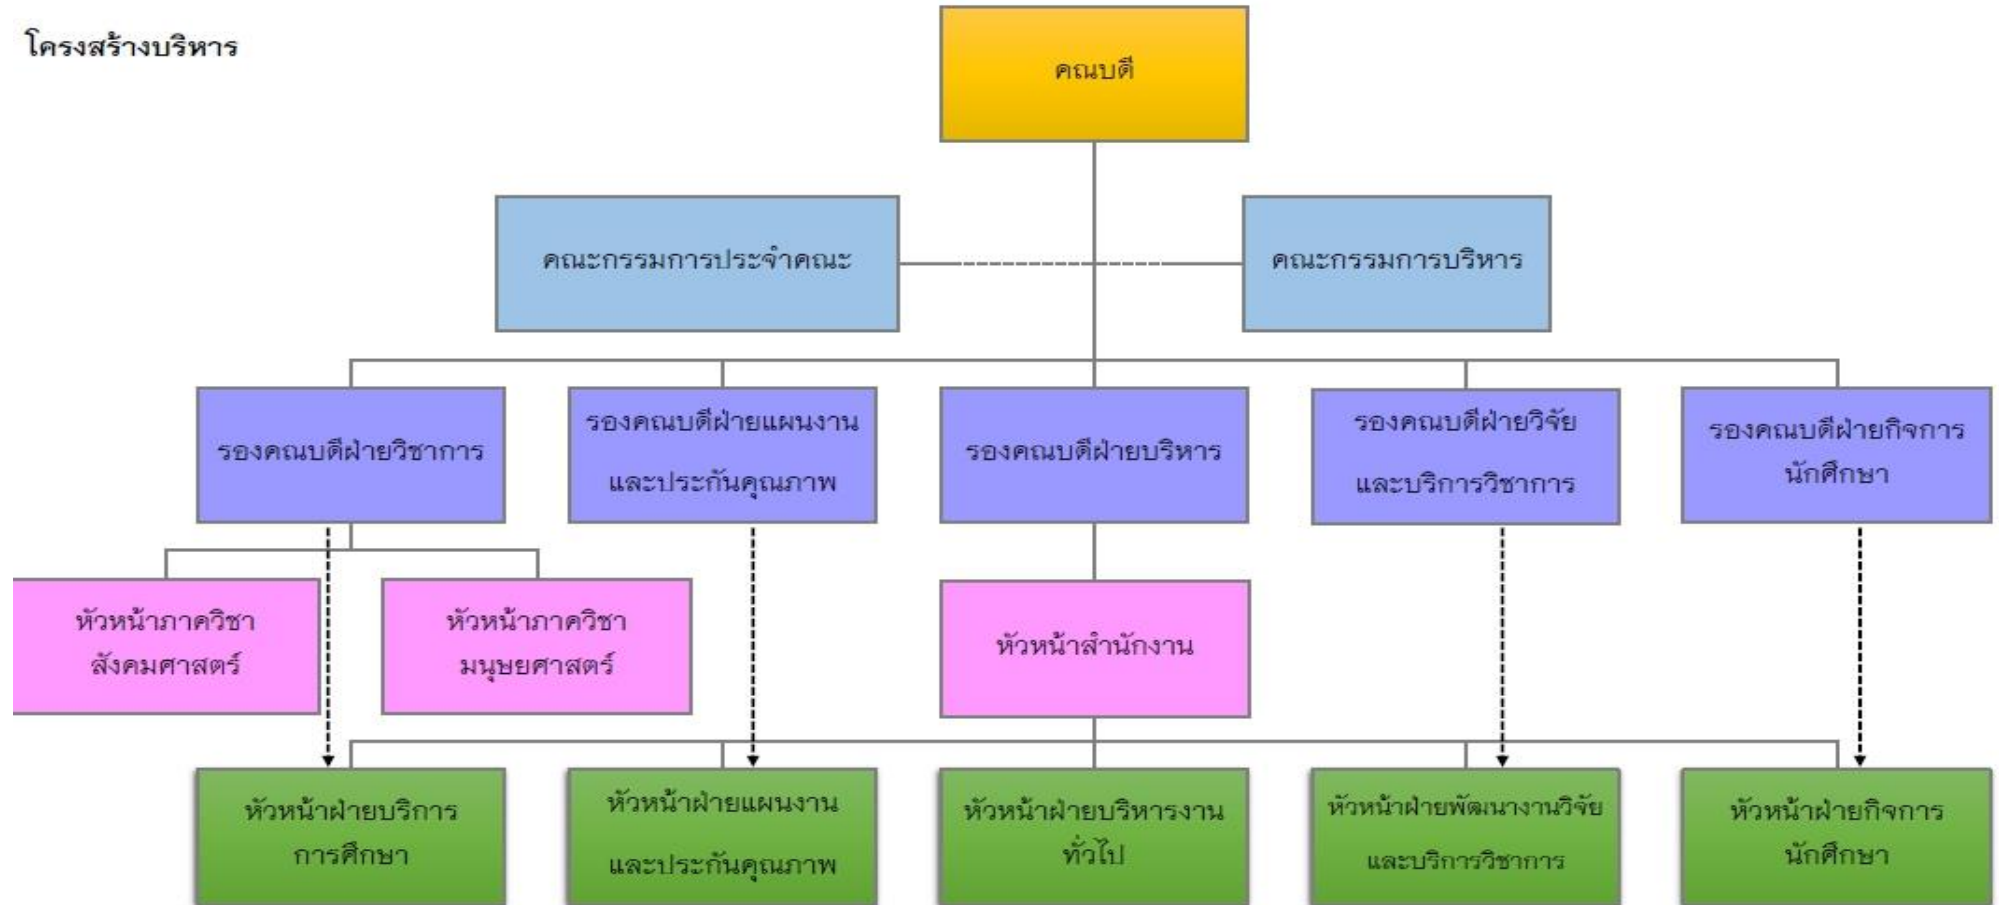 โครงสร้างบริหาร
คณบดี
คณะกรรมการประจำคณะ
คณะกรรมการบริหาร
รองคณบดีฝ่ายวิชาการ
รองคณบดีฝ่ายแผนงาน
และประกันคุณภาพ
รองคณบดีฝ่ายบริหาร
รองคณบดีฝ่ายวิจัย
และบริการวิชาการ
รองคณบดีฝ่ายกิจการ
นักศึกษา
หัวหน้าภาควิชา
สังคมศาสตร์
หัวหน้าภาควิชา
มนุษยศาสตร์
หัวหน้าสำนักงาน
หัวหน้าฝ่ายบริการ
การศึกษา
หัวหน้าฝ่ายแผนงาน
และประกันคุณภาพ
หัวหน้าฝ่ายบริหารงาน
ทั่วไป
หัวหน้าฝ่ายพัฒนางานวิจัย
และบริการวิชาการ
หัวหน้าฝ่ายกิจการ
นักศึกษา